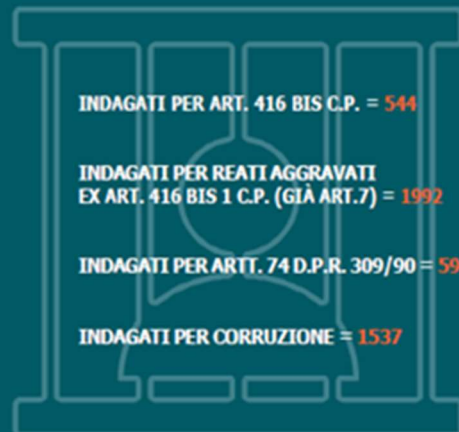 INDAGATI PER ART. 416 BIS C.P. = 544
INDAGATI PER REATI AGGRAVATI
EX ART. 416 BIS 1 C.P. (GIÀ ART.7) = 1992
INDAGATI PER ARTT. 74 D.P.R. 309/90 =
INDAGATI PER CORRUZIONE = 1537